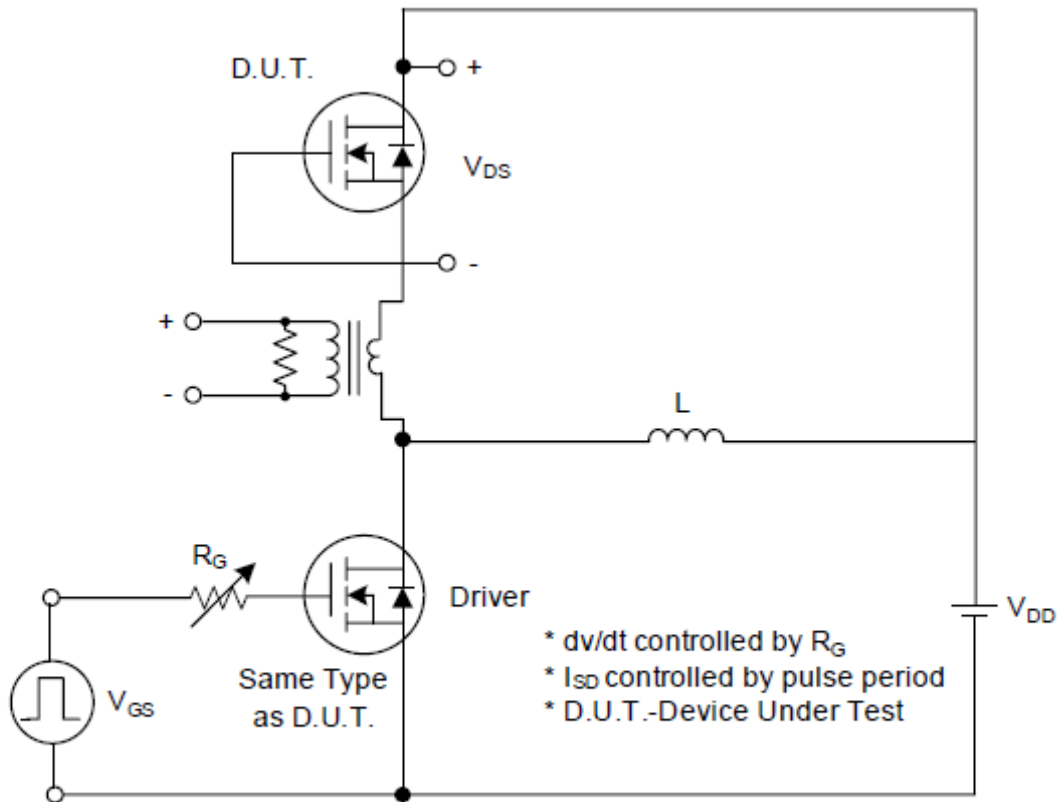 D.U.T.
+
VDS
-
+
-
L
RG
Driver
VDD
* dv/dt controlled by RG
* ISD controlled by pulse period
* D.U.T.-Device Under Test
Same Type
as D.U.T.
VGS